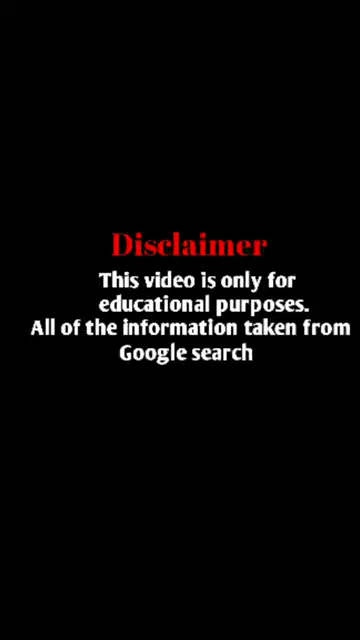 Disclaimer
This video is only for
educational purposes.
All of the information taken from
Google search